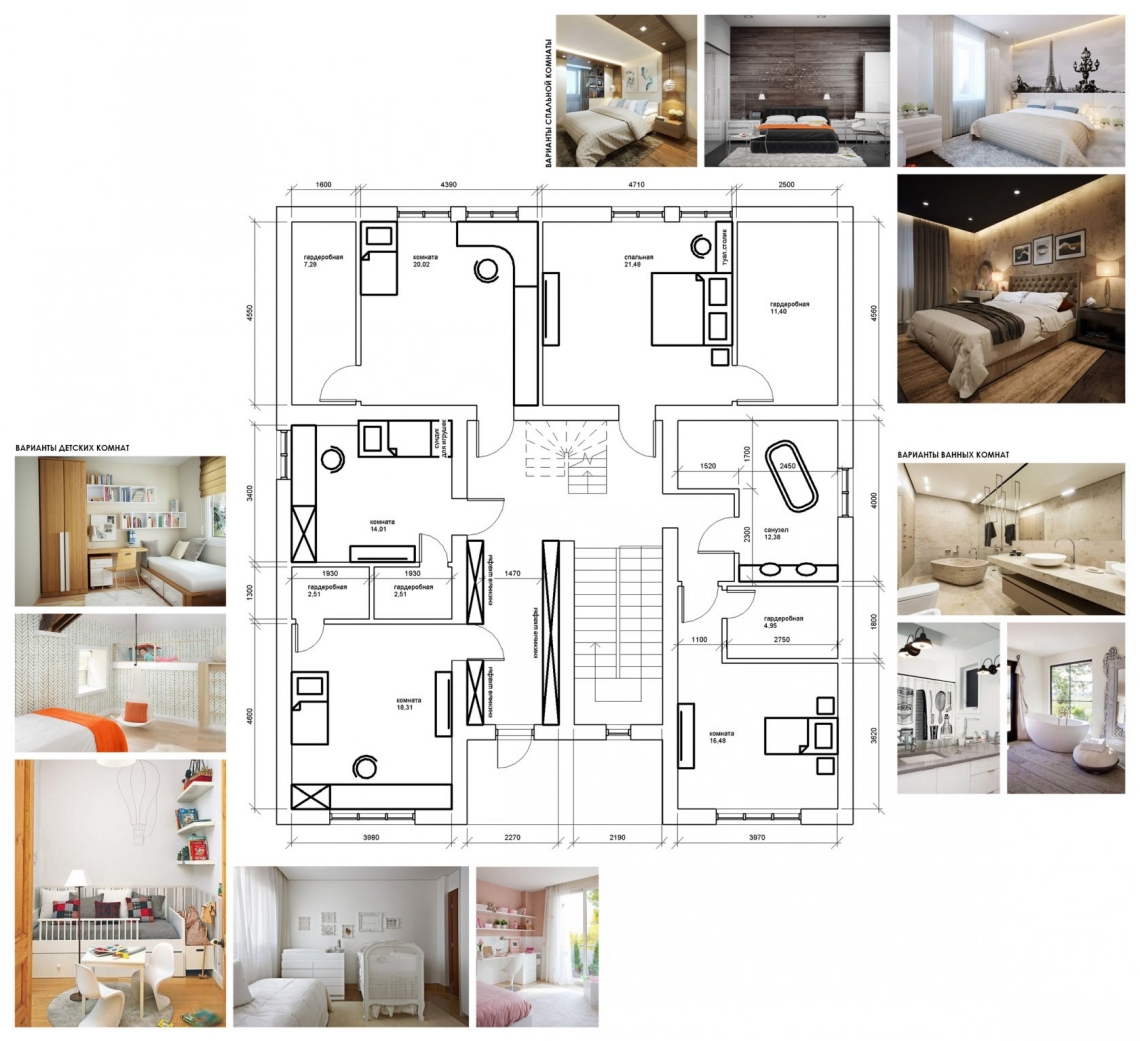 ВАРИАНТЫ СПАЛЬНОЙ КОМНАТЫ
1600
4390
4710
2500
гардеробная
7,28
комната
20.02
спальная
21,48
туал.столик
гардеробная
11,40
4550
4560
ВАРИАНТЫ ДЕТСКИХ КОМНАТ
ВАРИАНТЫ ВАННЫХ КОМНАТ
сундук
для игрушек
комната
14,01
3400
1520
1700
2450
2300
санузел
12,38
4000
1930
1930
1470
гардеробная
2,51
гардеробная
2,51
1300
книжные шкафы
книжные шкафы
книжные шкафы
1100
гардеробная
4,95
2750
1800
комната
18,31
4600
комната
16,48
3620
3980
2270
2190
3970